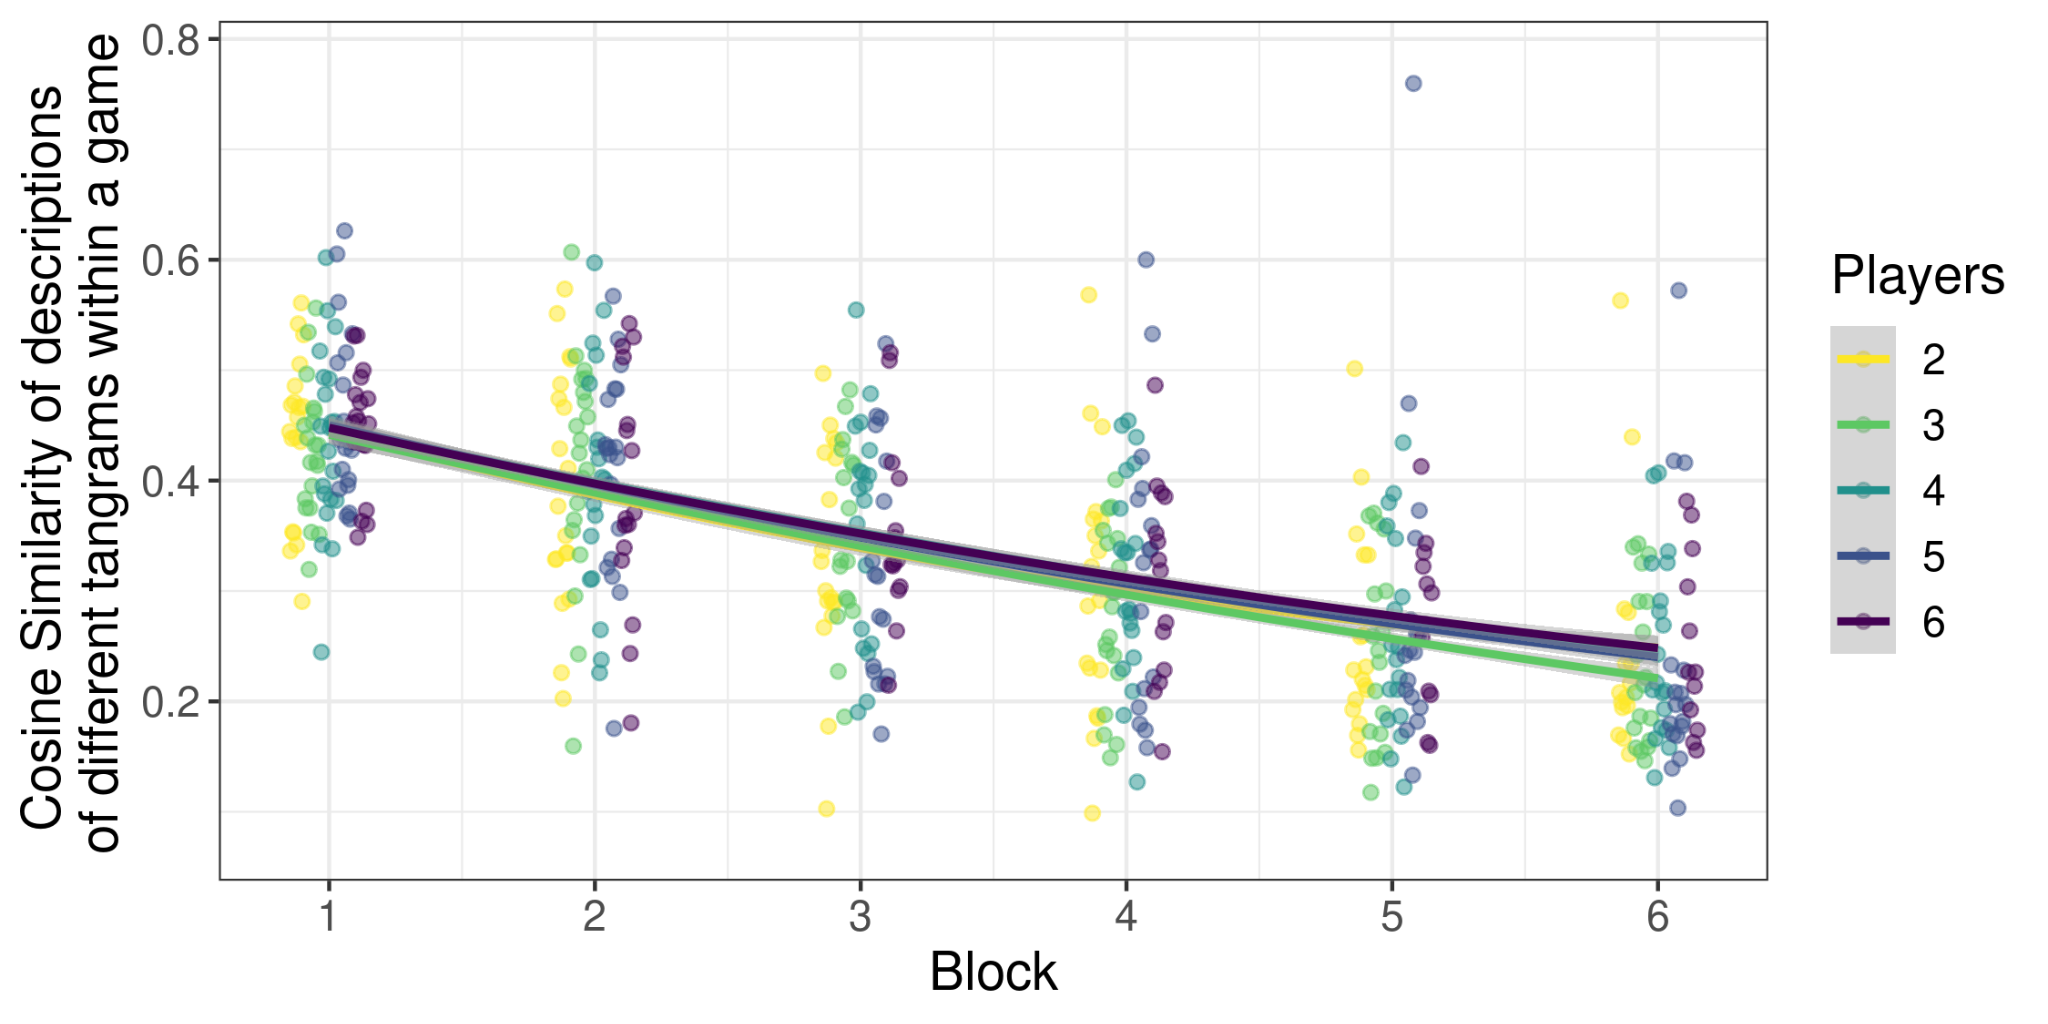 Cosine Similarity of descriptions
of different tangrams within a game
0.8
0.6
0.4
0.2
1 2 3 4 5 6
Block
Players
2
3
4
5
6